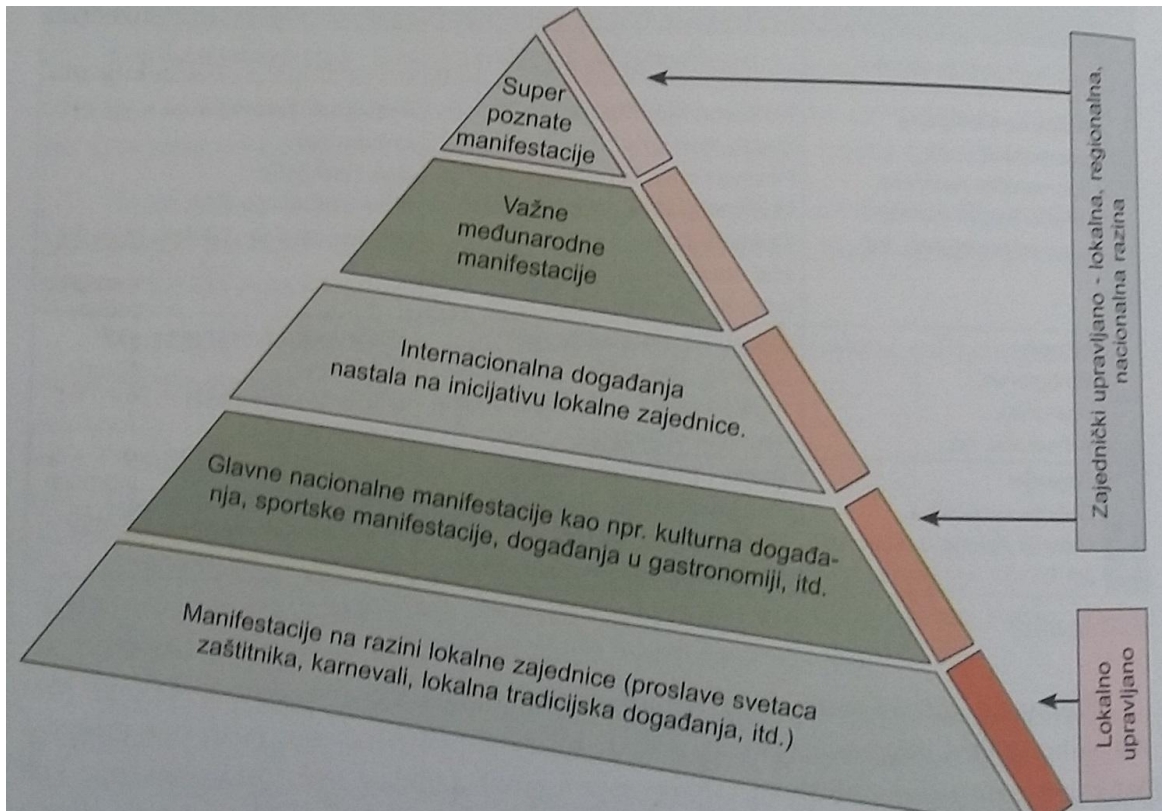 Super
poznate
manifestacije
Važne
međunarodne
manifestacije
Internacionalna događanja
nastala na inicijativu lokalne zajednice.
Glavne nacionalne manifestacije kao npr. kulturna događa-
nja, sportske manifestacije, događanja u gastronomiji, itd.
Manifestacije na razini lokalne zajednice (proslave svetaca
zaštitnika, karnevali, lokalna tradicijska događanja, itd.)
Zajednički upravljano - lokalna, regionalna,
nacionalna razina
Lokalno
upravljano